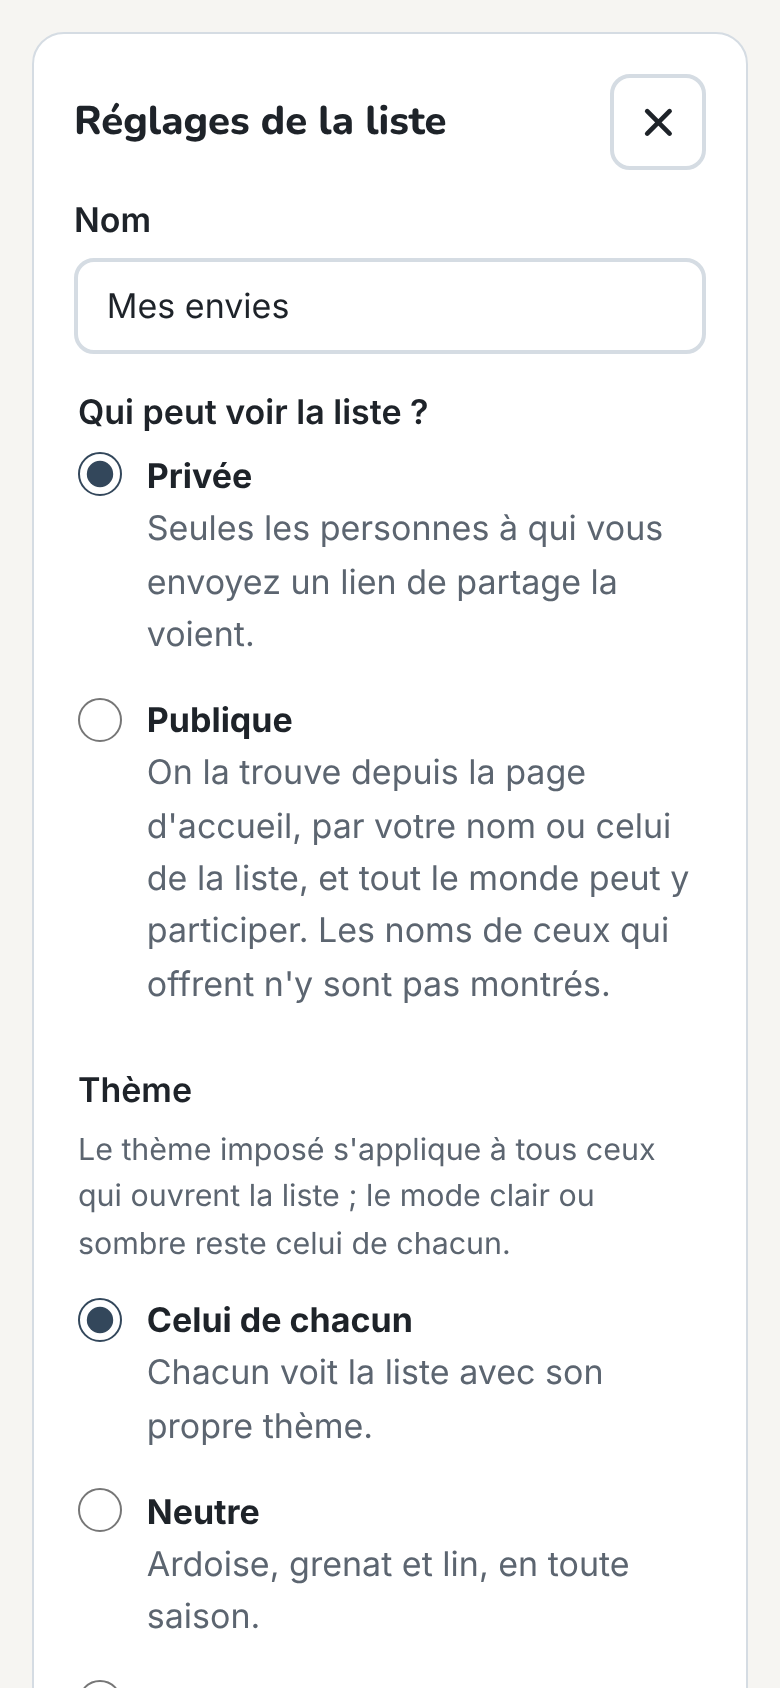 Réglages de la liste
Nom
Mes envies
Qui peut voir la liste ?
Privée
Seules les personnes à qui vous
envoyez un lien de partage la
voient.
Publique
On la trouve depuis la page
d'accueil, par votre nom ou celui
de la liste, et tout le monde peut y
participer. Les noms de ceux qui
offrent n'y sont pas montrés.
Thème
Le thème imposé s'applique à tous ceux
qui ouvrent la liste ; le mode clair ou
sombre reste celui de chacun.
Celui de chacun
Chacun voit la liste avec son
propre thème.
Neutre
Ardoise, grenat et lin, en toute
saison.